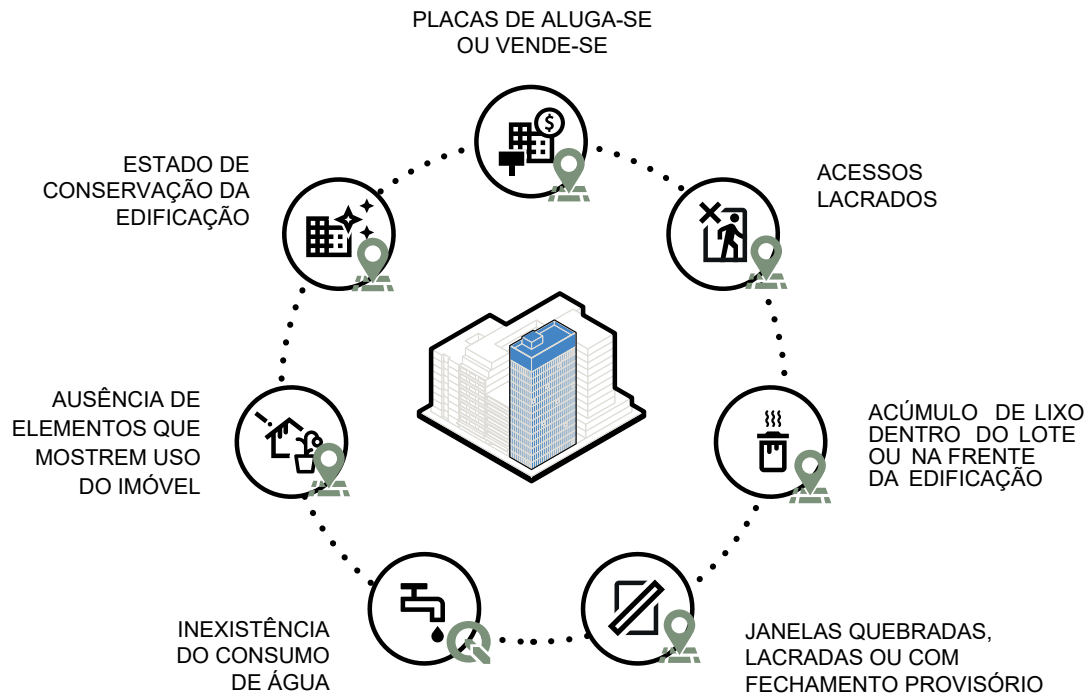 PLACAS DE ALUGA-SE
OU VENDE-SE
ACESSOS
LACRADOS
ACÚMULO DE LIXO
DENTRO DO LOTE
OU NA FRENTE
DA EDIFICAÇÃO
JANELAS QUEBRADAS,
LACRADAS OU COM
FECHAMENTO PROVISÓRIO
INEXISTÊNCIA
DO CONSUMO
DE ÁGUA
AUSÊNCIA DE
ELEMENTOS QUE
MOSTREM USO
DO IMÓVEL
ESTADO DE
CONSERVAÇÃO DA
EDIFICAÇÃO
$